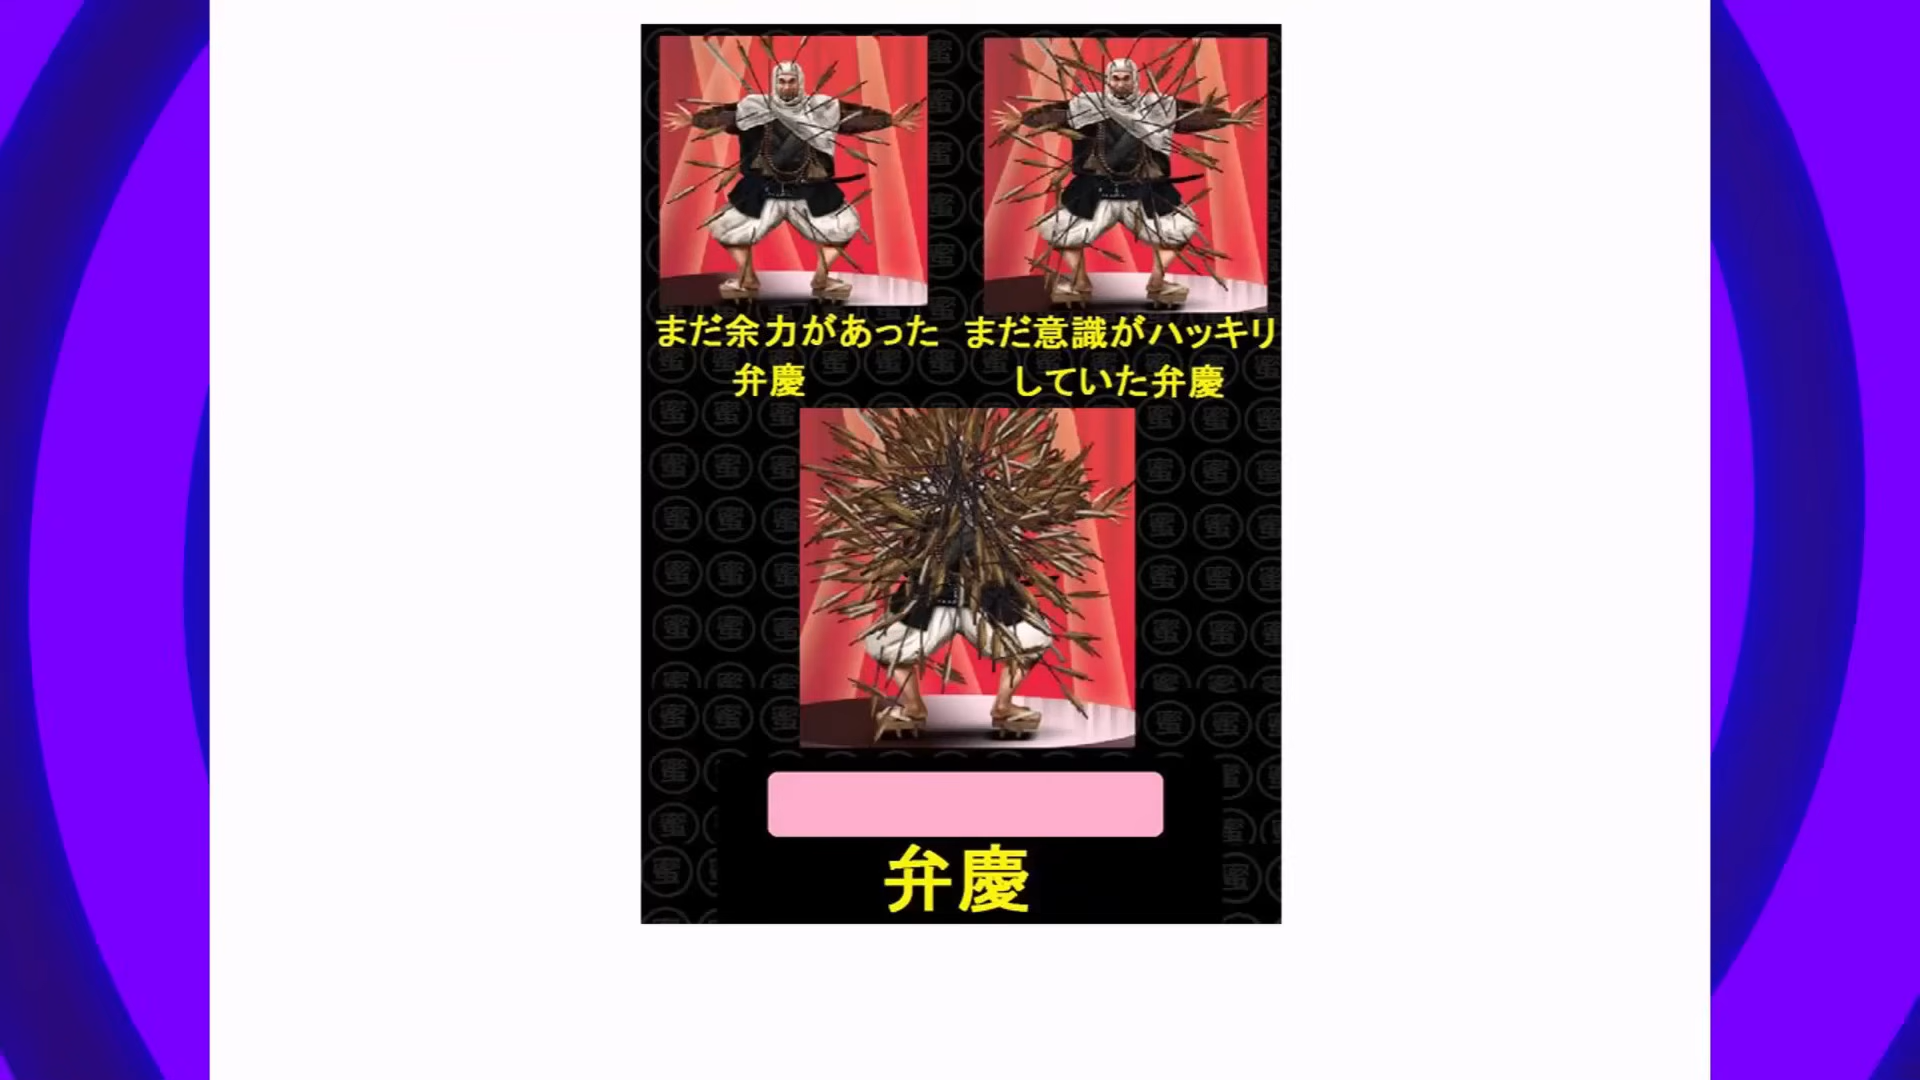 まだ余力があった
弁慶
まだ意識がハッキリ
していた弁慶
弁慶